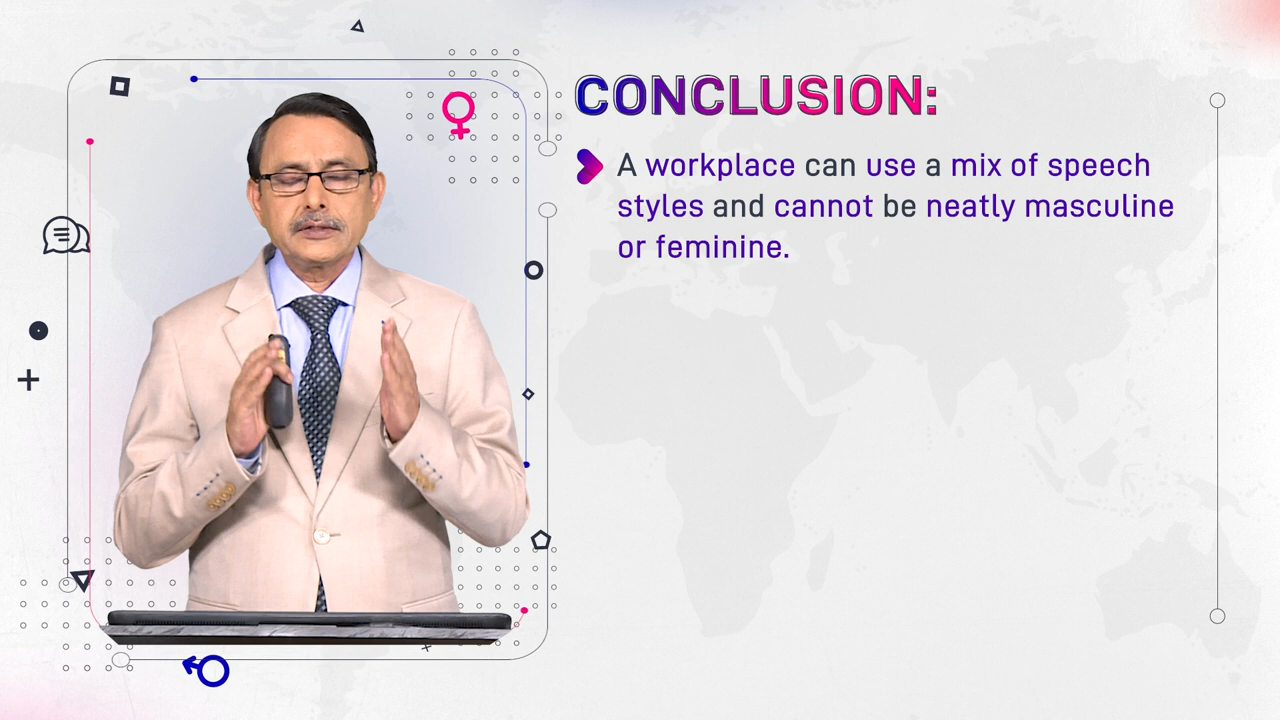 CONCLUSION:
A workplace can use a mix of speech
styles and cannot be neatly masculine
or feminine.